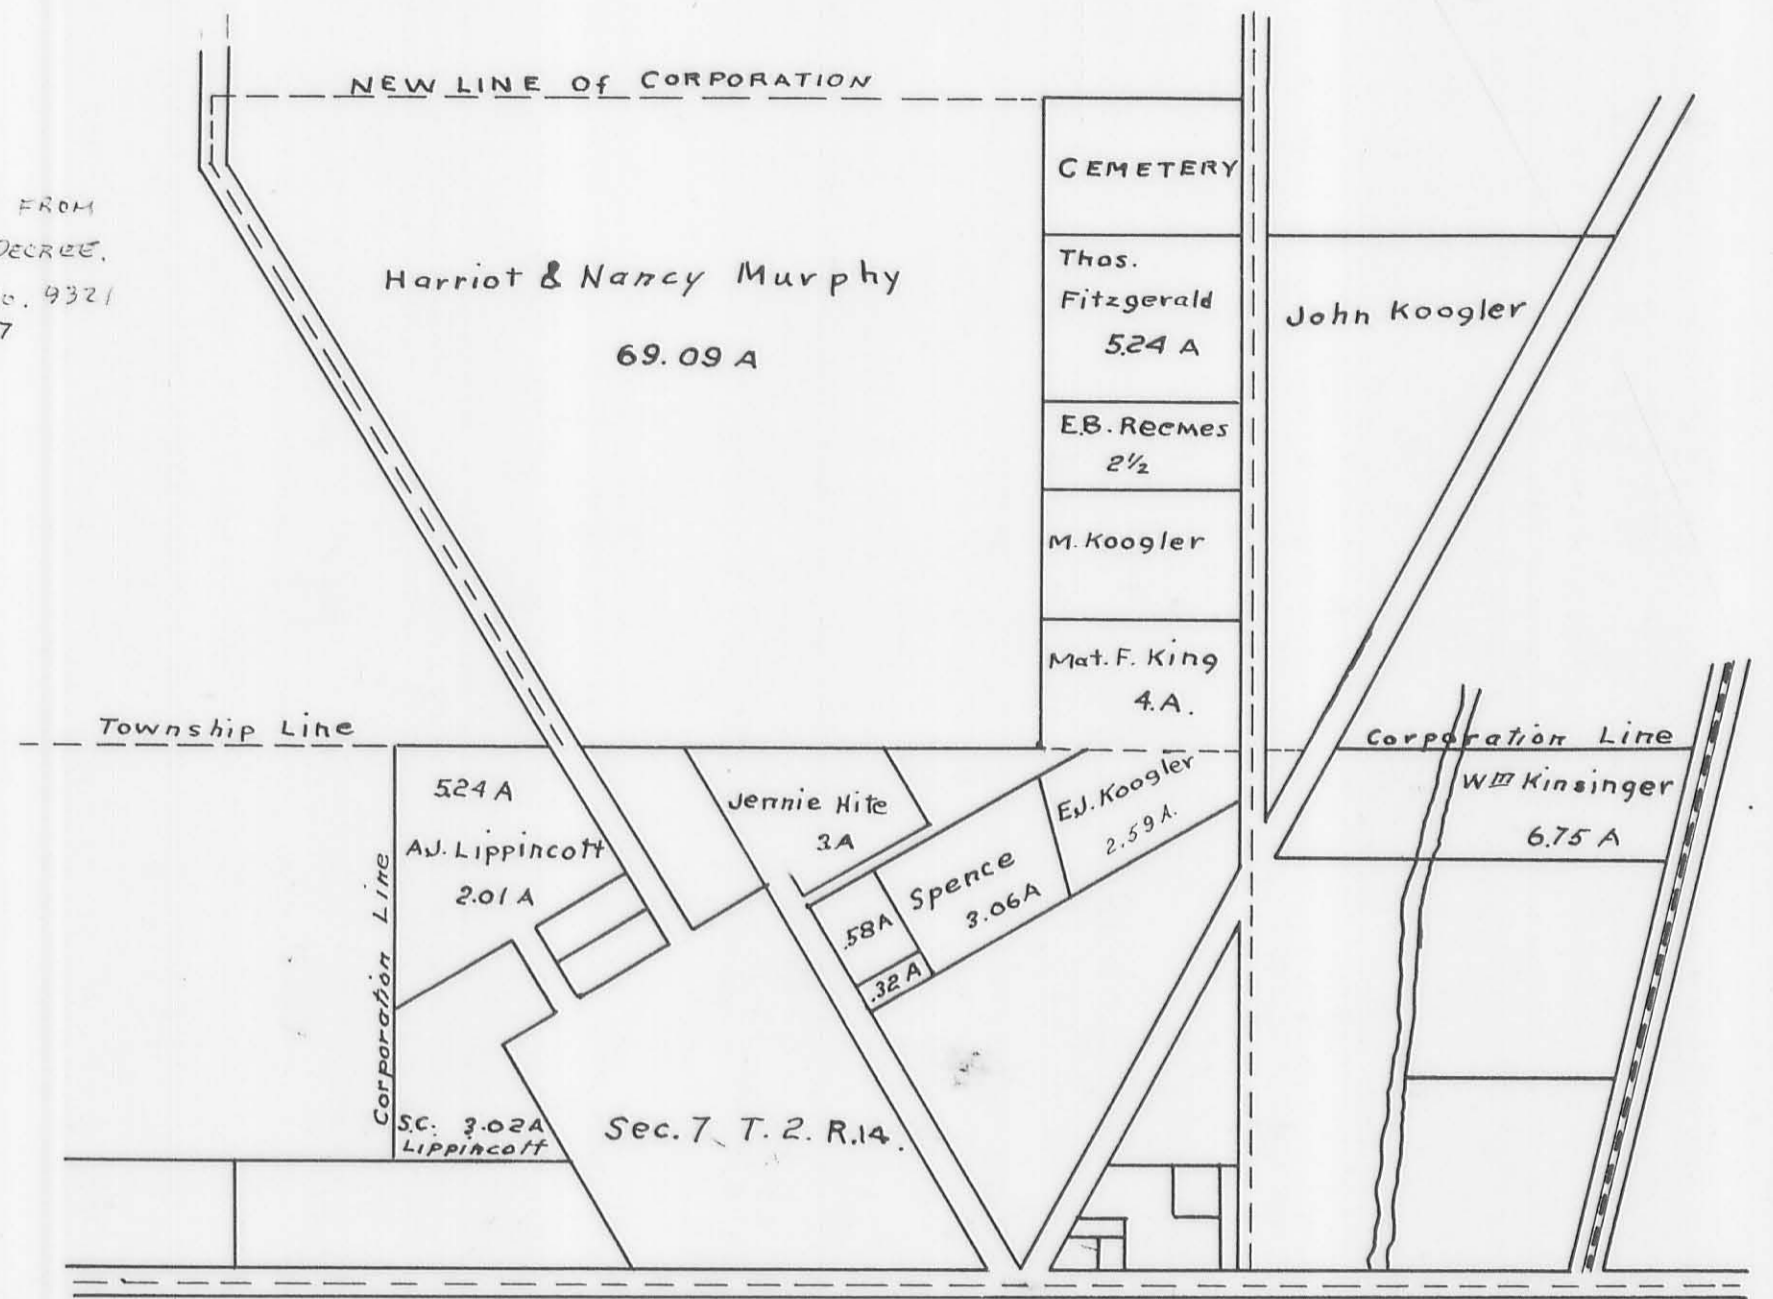 NEW LINE Of CORPORATION
CEMETERY
FROM
DECREE.
9321
7
Harriot & Nancy Murphy
69.09 A
Thos.
Fitzgerald
5.24 A
John Koogler
E.B. Reemes
2½
M. Koogler
Mat. F. King
4. A.
Township Line
Corporation Line
5.24 A
A.J. Lippincott
2.01 A
Jennie Hite
3 A
E.J. Koogler
2.59 A.
Wm Kinsinger
6.75 A
Spence
3.06 A
.58 A
.32 A
Corporation Line
S.C. 3.02A
Lippincott
Sec. 7 T. 2. R.14.